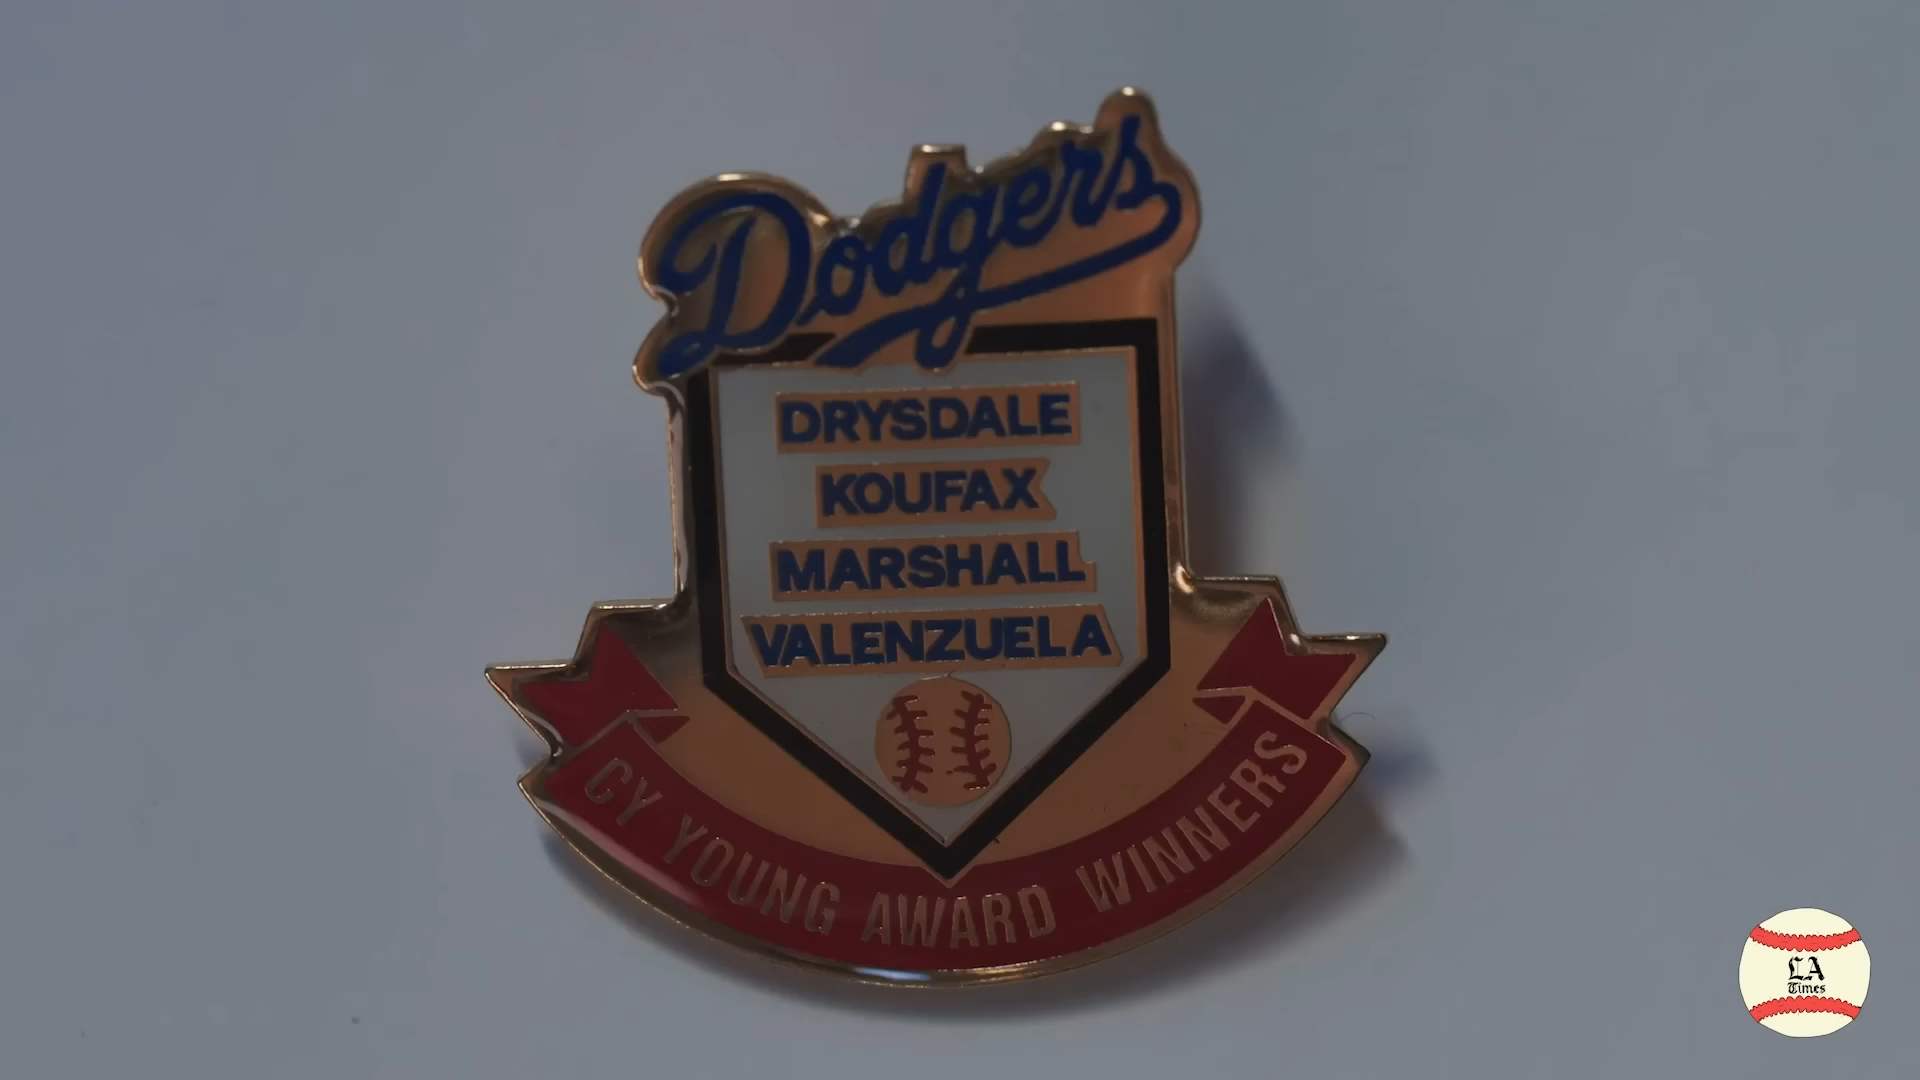 Dodgers
DRYSDALE
KOUFAX
MARSHALL
VALENZUELA
CY YOUNG AWARD WINNERS
LA
Times